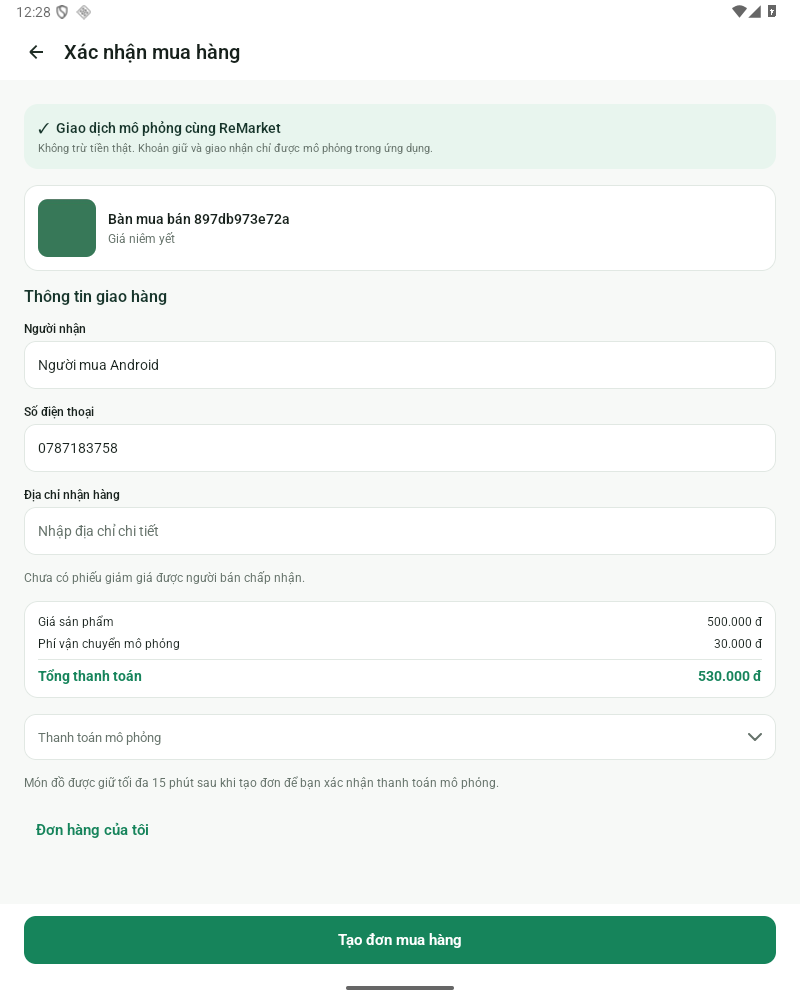 12:28
Xác nhận mua hàng
✓ Giao dịch mô phỏng cùng ReMarket
Không trừ tiền thật. Khoản giữ và giao nhận chỉ được mô phỏng trong ứng dụng.
Bàn mua bán 897db973e72a
Giá niêm yết
Thông tin giao hàng
Người nhận
Người mua Android
Số điện thoại
0787183758
Địa chỉ nhận hàng
Nhập địa chỉ chi tiết
Chưa có phiếu giảm giá được người bán chấp nhận.
Giá sản phẩm 500.000 đ
Phí vận chuyển mô phỏng 30.000 đ
Tổng thanh toán 530.000 đ
Thanh toán mô phỏng
Món đồ được giữ tối đa 15 phút sau khi tạo đơn để bạn xác nhận thanh toán mô phỏng.
Đơn hàng của tôi
Tạo đơn mua hàng